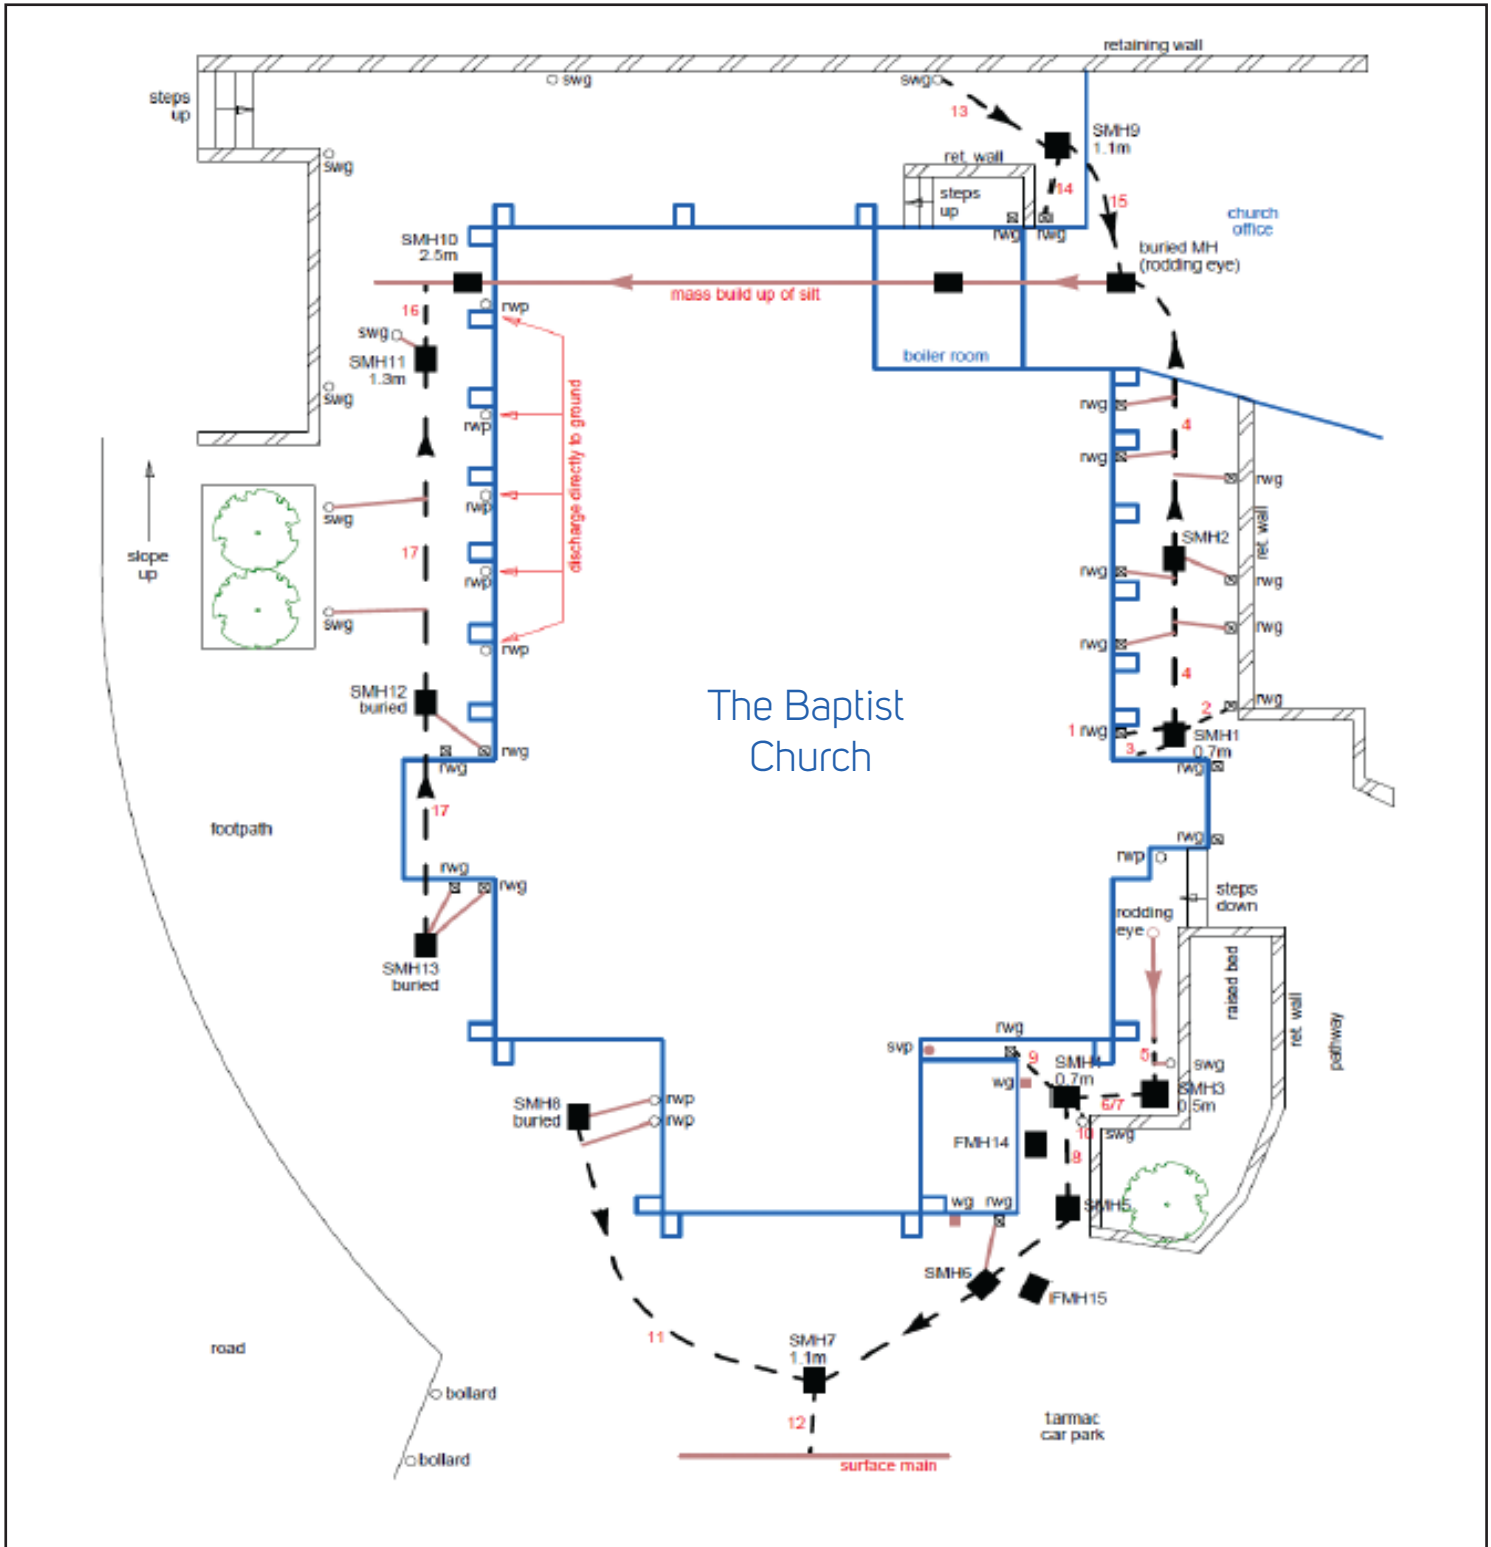 retaining wall
swg
swg
steps
up
13
SMH9
1.1m
swg
ret. wall
14
steps
up
15
church
office
rwg
rwg
SMH10
2.5m
buried MH
(rodding eye)
mass build up of silt
16
rwp
swg
SMH11
1.3m
boiler room
swg
rwg
rwp
4
rwg
rwg
discharge directly to ground
swg
rwp
ret. wall
SMH2
slope
up
17
rwp
rwg
rwg
swg
rwg
rwg
rwp
4
SMH12
buried
The Baptist
Church
2
rwg
1
rwg
SMH1
0.7m
3
rwg
rwg
rwg
17
footpath
rwg
rwp
rwg
rwg
steps
down
rodding
eye
SMH13
buried
raised bed
ret. wall
pathway
rwg
svp
9
SMH4
0.7m
5
swg
wg
6/7
SMH3
0.5m
SMH8
buried
rwp
rwp
10
swg
FMH14
8
wg
rwg
SMH5
SMH6
FMH15
11
SMH7
1.1m
road
bollard
12
tarmac
car park
bollard
surface main